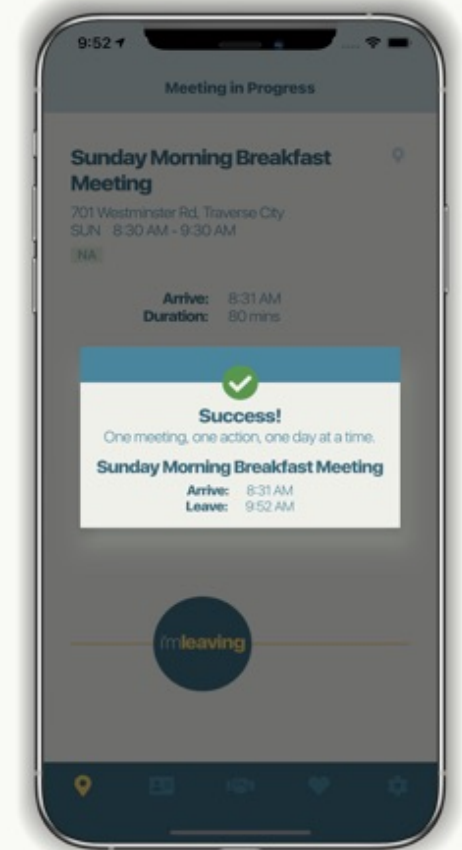 9:52
Meeting in Progress
Sunday Morning Breakfast
Meeting
701 Westminster Rd, Traverse City
SUN 8:30 AM - 9:30 AM
NA
Arrive: 8:31 AM
Duration: 80 mins
Success!
One meeting, one action, one day at a time.
Sunday Morning Breakfast Meeting
Arrive: 8:31 AM
Leave: 9:52 AM
i'mleaving